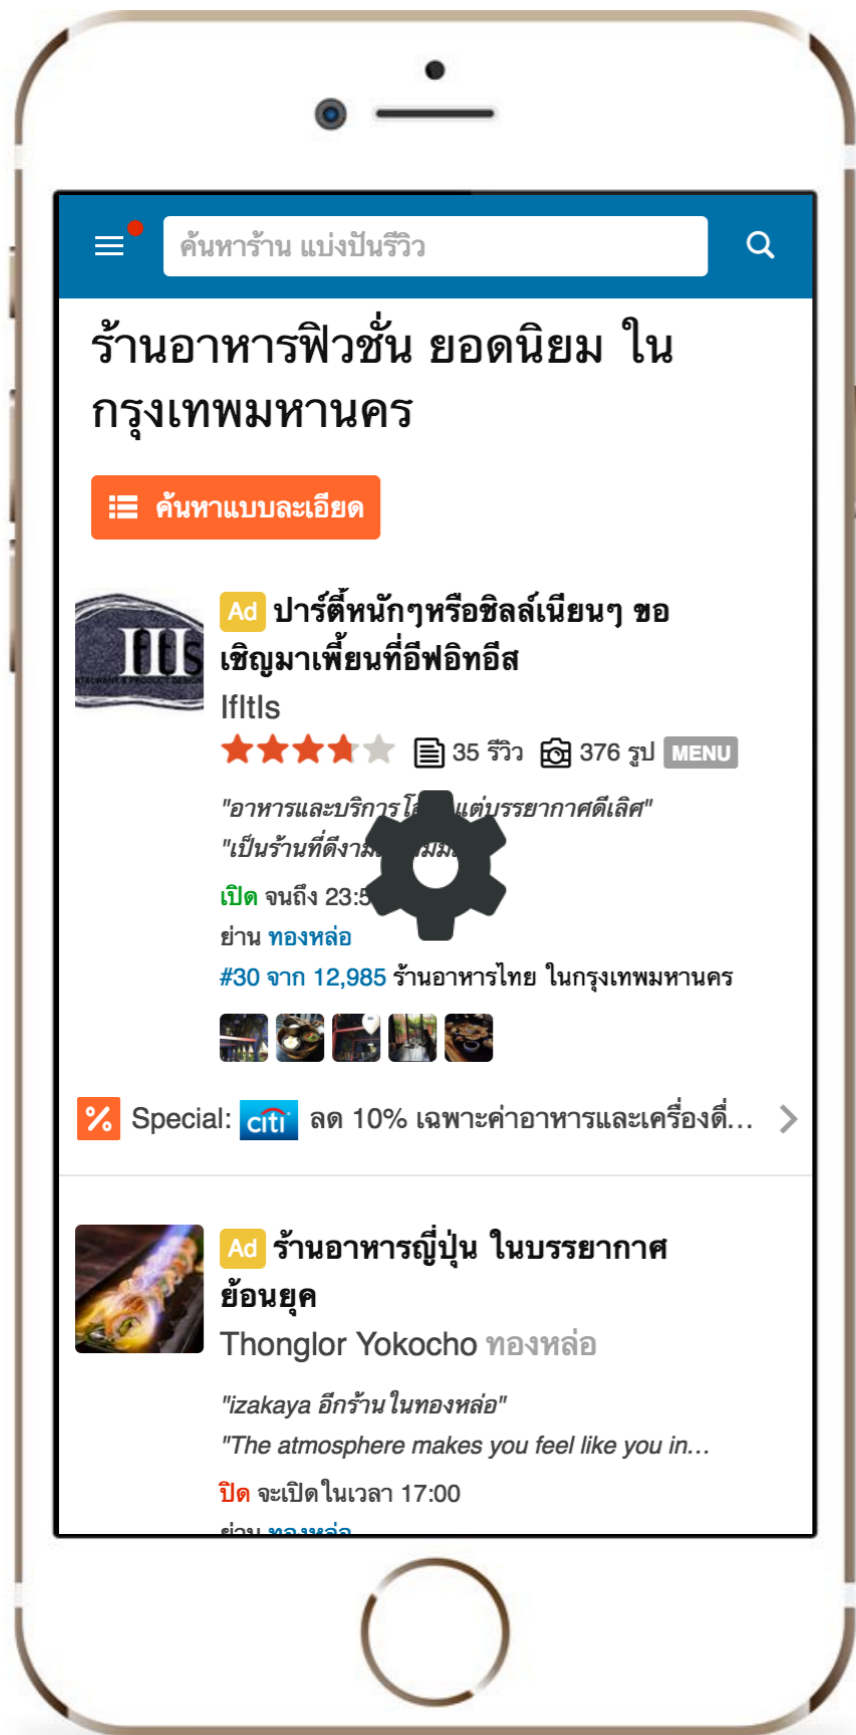 ค้นหาร้าน แบ่งปันรีวิว
ร้านอาหารฟิวชั่น ยอดนิยม ใน
กรุงเทพมหานคร
ค้นหาแบบละเอียด
Ad ปาร์ตี้หนักๆหรือชิลล์เนียนๆ ขอ
เชิญมาเพี้ยนที่อีฟอิทอีส
IfItIs
35 รีวิว 376 รูป MENU
"อาหารและบริการ แต่บรรยากาศดีเลิศ"
"เป็นร้านที่ดีงาม
เปิด จนถึง 23:5
ย่าน ทองหล่อ
#30 จาก 12,985 ร้านอาหารไทย ในกรุงเทพมหานคร
% Special: citi ลด 10% เฉพาะค่าอาหารและเครื่องดื่...
Ad ร้านอาหารญี่ปุ่น ในบรรยากาศ
ย้อนยุค
Thonglor Yokocho ทองหล่อ
"izakaya อีกร้านในทองหล่อ"
"The atmosphere makes you feel like you in...
ปิด จะเปิดในเวลา 17:00
ย่าน ทองหล่อ